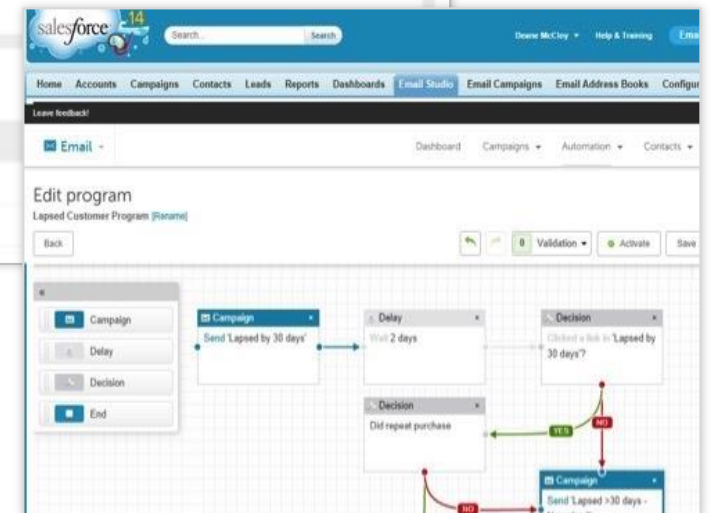 salesforce 14 Search.. Search Deane McCloy Help & Training Ema
Home Accounts Campaigns Contacts Leads Reports Dashboards Email Studio Email Campaigns Email Address Books Configur
Leave feedback!
Email Dashboard Campaigns Automation Contacts
Edit program
Lapsed Customer Program [Rename]
Back 0 Validation Activate Save
«
Campaign
Delay
Decision
End
Campaign ×
Send 'Lapsed by 30 days'
Delay ×
Wait 2 days
Decision ×
Clicked a link in 'Lapsed by
30 days'?
Decision ×
Did repeat purchase
YES
NO
NO
Campaign ×
Send 'Lapsed >30 days -